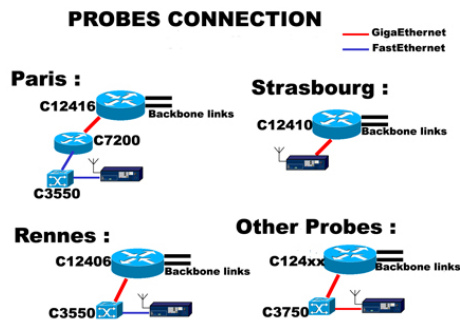 PROBES CONNECTION
GigaEthernet
FastEthernet
Paris :
C12416
Backbone links
C7200
C3550
Strasbourg :
C12410
Backbone links
Rennes :
C12406
Backbone links
C3550
Other Probes :
C124xx
Backbone links
C3750